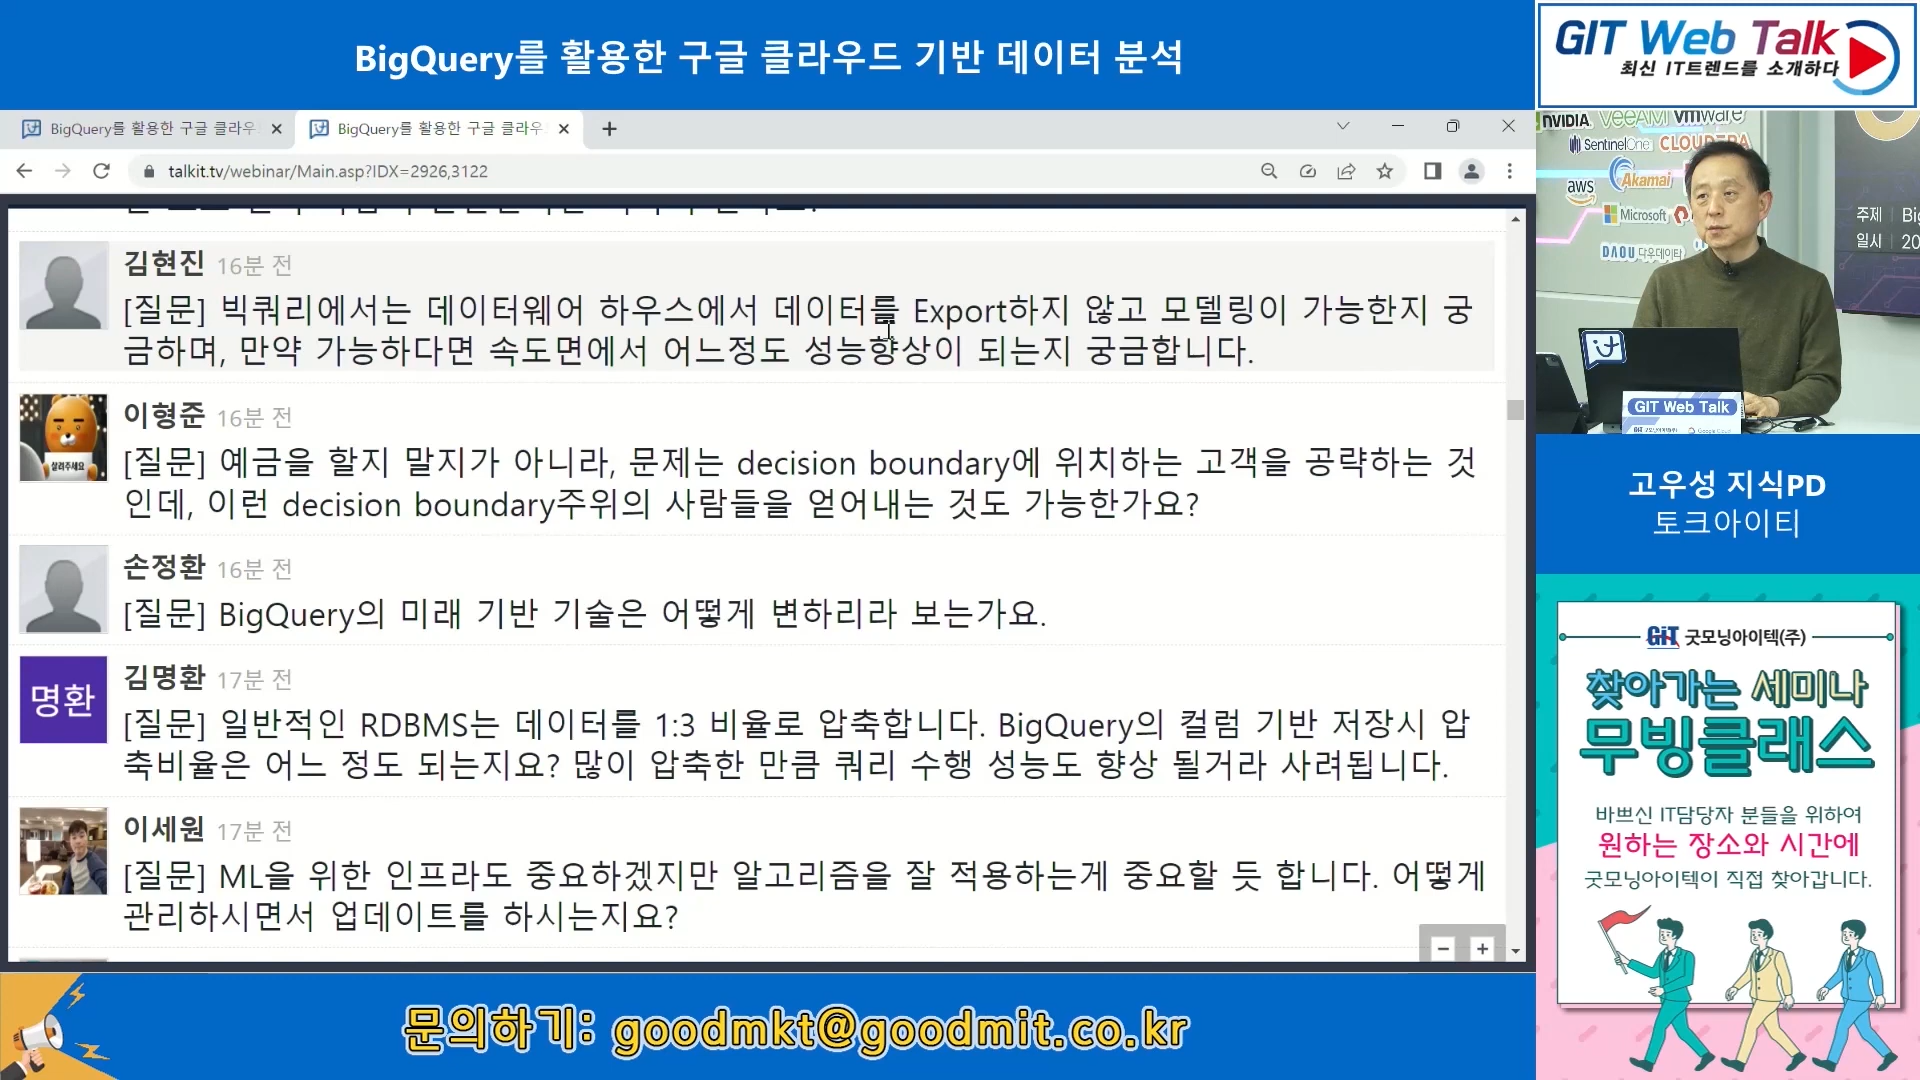 BigQuery를 활용한 구글 클라우드 기반 데이터 분석
GIT Web Talk
최신 IT트렌드를 소개하다
BigQuery를 활용한 구글 클라우
BigQuery를 활용한 구글 클라우
talkit.tv/webinar/Main.asp?IDX=2926,3122
김현진 16분 전
[질문] 빅쿼리에서는 데이터웨어 하우스에서 데이터를 Export하지 않고 모델링이 가능한지 궁
금하며, 만약 가능하다면 속도면에서 어느정도 성능향상이 되는지 궁금합니다.
이형준 16분 전
살려주세요
[질문] 예금을 할지 말지가 아니라, 문제는 decision boundary에 위치하는 고객을 공략하는 것
인데, 이런 decision boundary주위의 사람들을 얻어내는 것도 가능한가요?
손정환 16분 전
[질문] BigQuery의 미래 기반 기술은 어떻게 변하리라 보는가요.
명환
김명환 17분 전
[질문] 일반적인 RDBMS는 데이터를 1:3 비율로 압축합니다. BigQuery의 컬럼 기반 저장시 압
축비율은 어느 정도 되는지요? 많이 압축한 만큼 쿼리 수행 성능도 향상 될거라 사려됩니다.
이세원 17분 전
[질문] ML을 위한 인프라도 중요하겠지만 알고리즘을 잘 적용하는게 중요할 듯 합니다. 어떻게
관리하시면서 업데이트를 하시는지요?
nVIDIA veeAM vmware
SentinelOne CLOUDERA
aws Akamai
Microsoft
DAOU 다우데이타
주제 Bi
일시 20
GIT Web Talk
Google Cloud
고우성 지식PD
토크아이티
GIT 굿모닝아이텍(주)
찾아가는 세미나
무빙클래스
바쁘신 IT담당자 분들을 위하여
원하는 장소와 시간에
굿모닝아이텍이 직접 찾아갑니다.
문의하기: goodmkt@goodmit.co.kr